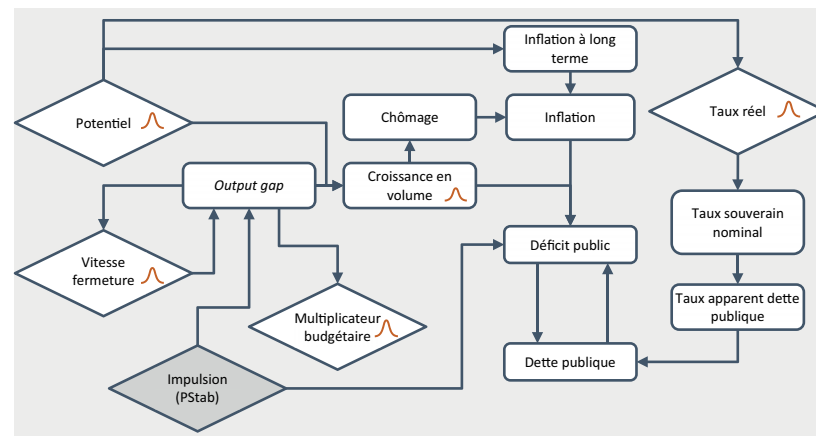 Inflation à long
terme
Potentiel
Chômage
Inflation
Taux réel
Output gap
Croissance en
volume
Taux souverain
nominal
Vitesse
fermeture
Déficit public
Multiplicateur
budgétaire
Taux apparent dette
publique
Impulsion
(PStab)
Dette publique